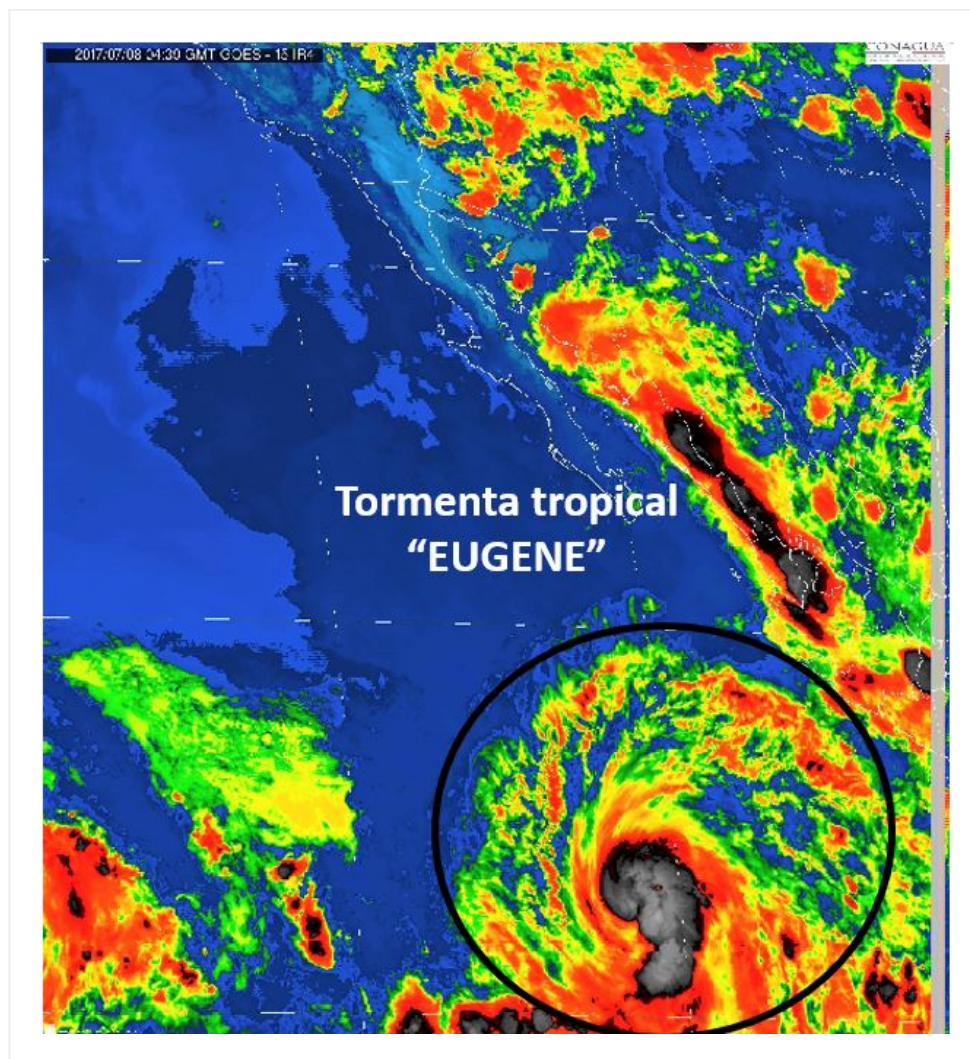 2017/07/08 04:30 GMT GOES - 15 IR4
CONAGUA
Tormenta tropical
“EUGENE”